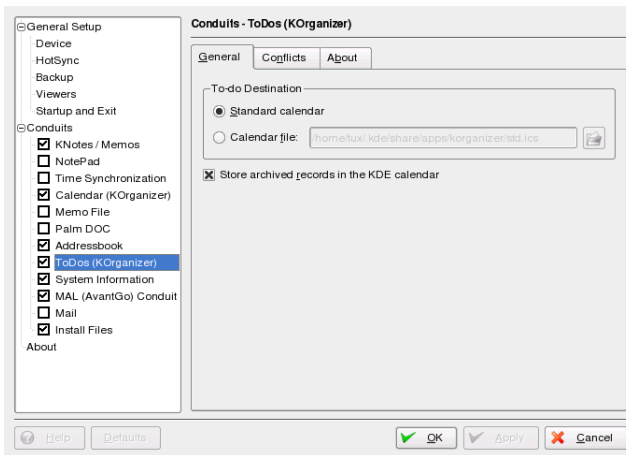 General Setup
Device
HotSync
Backup
Viewers
Startup and Exit
Conduits
KNotes / Memos
NotePad
Time Synchronization
Calendar (KOrganizer)
Memo File
Palm DOC
Addressbook
ToDos (KOrganizer)
System Information
MAL (AvantGo) Conduit
Mail
Install Files
About
Conduits - ToDos (KOrganizer)
General Conflicts About
To-do Destination
Standard calendar
Calendar file: /home/tux/.kde/share/apps/korganizer/std.ics
Store archived records in the KDE calendar
Help Defaults OK Apply Cancel